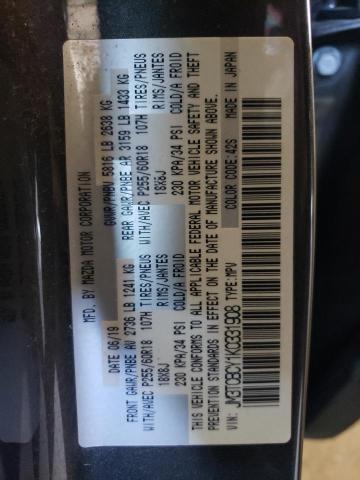 MFD. BY MAZDA MOTOR CORPORATION
DATE 06/19 GVWR/PNBV 5816 LB 2638 KG
FRONT GAWR/PNBE AV 2736 LB 1241 KG REAR GAWR/PNBE AR 3159 LB 1433 KG
WITH/AVEC P255/60R18 107H TIRES/PNEUS WITH/AVEC P255/60R18 107H TIRES/PNEUS
18X8J RIMS/JANTES 18X8J RIMS/JANTES
230 KPA/34 PSI COLD/A FROID 230 KPA/34 PSI COLD/A FROID
THIS VEHICLE CONFORMS TO ALL APPLICABLE FEDERAL MOTOR VEHICLE SAFETY AND THEFT
PREVENTION STANDARDS IN EFFECT ON THE DATE OF MANUFACTURE SHOWN ABOVE.
VIN: JM3TCBCY1K0331908 TYPE:MPV COLOR CODE: 42S MADE IN JAPAN